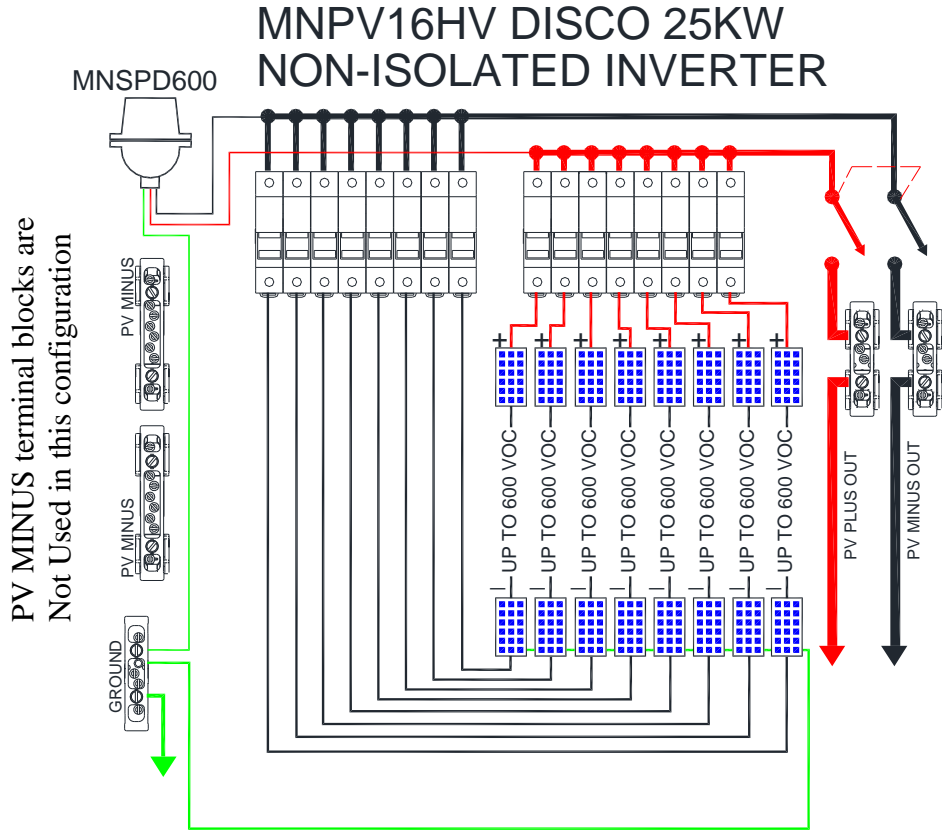 MNPV16HV DISCO 25KW
NON-ISOLATED INVERTER
MNSPD600
PV MINUS terminal blocks are
Not Used in this configuration
PV MINUS
PV MINUS
GROUND
+ + + + + + + +
UP TO 600 VOC
UP TO 600 VOC
UP TO 600 VOC
UP TO 600 VOC
UP TO 600 VOC
UP TO 600 VOC
UP TO 600 VOC
UP TO 600 VOC
– – – – – – – –
PV PLUS OUT
PV MINUS OUT